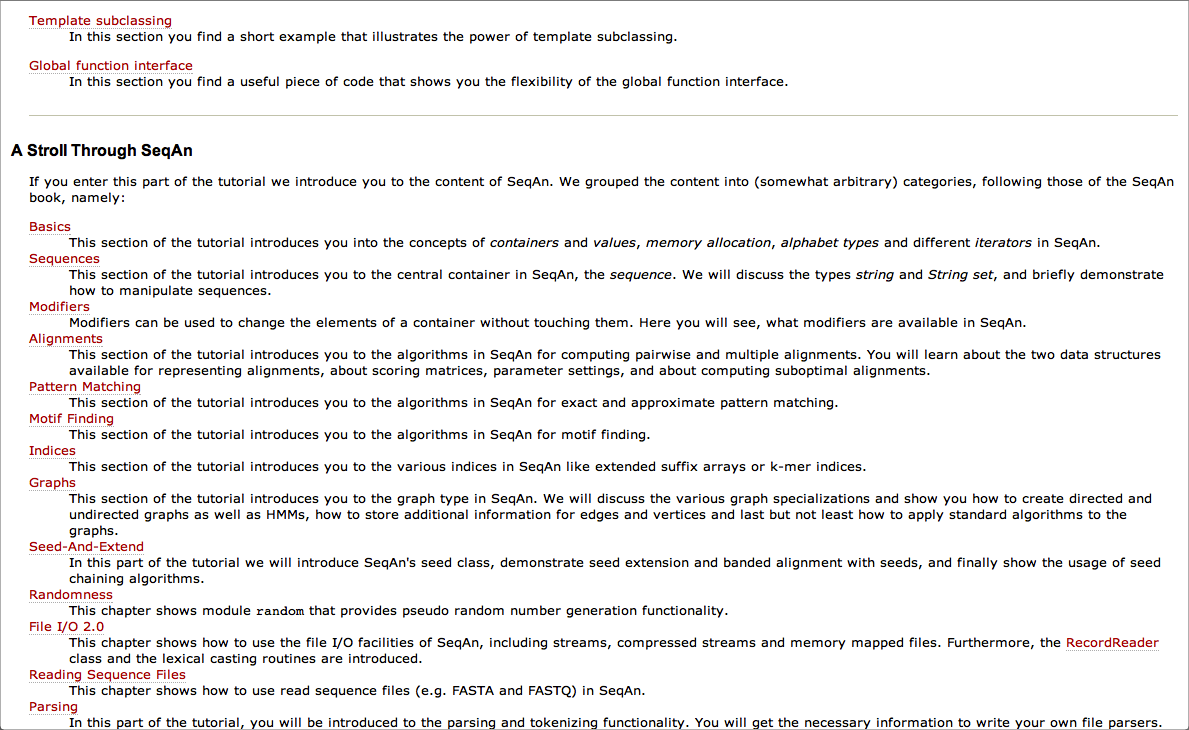 Template subclassing
In this section you find a short example that illustrates the power of template subclassing.
Global function interface
In this section you find a useful piece of code that shows you the flexibility of the global function interface.
A Stroll Through SeqAn
If you enter this part of the tutorial we introduce you to the content of SeqAn. We grouped the content into (somewhat arbitrary) categories, following those of the SeqAn
book, namely:
Basics
This section of the tutorial introduces you into the concepts of containers and values, memory allocation, alphabet types and different iterators in SeqAn.
Sequences
This section of the tutorial introduces you to the central container in SeqAn, the sequence. We will discuss the types string and String set, and briefly demonstrate
how to manipulate sequences.
Modifiers
Modifiers can be used to change the elements of a container without touching them. Here you will see, what modifiers are available in SeqAn.
Alignments
This section of the tutorial introduces you to the algorithms in SeqAn for computing pairwise and multiple alignments. You will learn about the two data structures
available for representing alignments, about scoring matrices, parameter settings, and about computing suboptimal alignments.
Pattern Matching
This section of the tutorial introduces you to the algorithms in SeqAn for exact and approximate pattern matching.
Motif Finding
This section of the tutorial introduces you to the algorithms in SeqAn for motif finding.
Indices
This section of the tutorial introduces you to the various indices in SeqAn like extended suffix arrays or k-mer indices.
Graphs
This section of the tutorial introduces you to the graph type in SeqAn. We will discuss the various graph specializations and show you how to create directed and
undirected graphs as well as HMMs, how to store additional information for edges and vertices and last but not least how to apply standard algorithms to the
graphs.
Seed-And-Extend
In this part of the tutorial we will introduce SeqAn's seed class, demonstrate seed extension and banded alignment with seeds, and finally show the usage of seed
chaining algorithms.
Randomness
This chapter shows module random that provides pseudo random number generation functionality.
File I/O 2.0
This chapter shows how to use the file I/O facilities of SeqAn, including streams, compressed streams and memory mapped files. Furthermore, the RecordReader
class and the lexical casting routines are introduced.
Reading Sequence Files
This chapter shows how to use read sequence files (e.g. FASTA and FASTQ) in SeqAn.
Parsing
In this part of the tutorial, you will be introduced to the parsing and tokenizing functionality. You will get the necessary information to write your own file parsers.